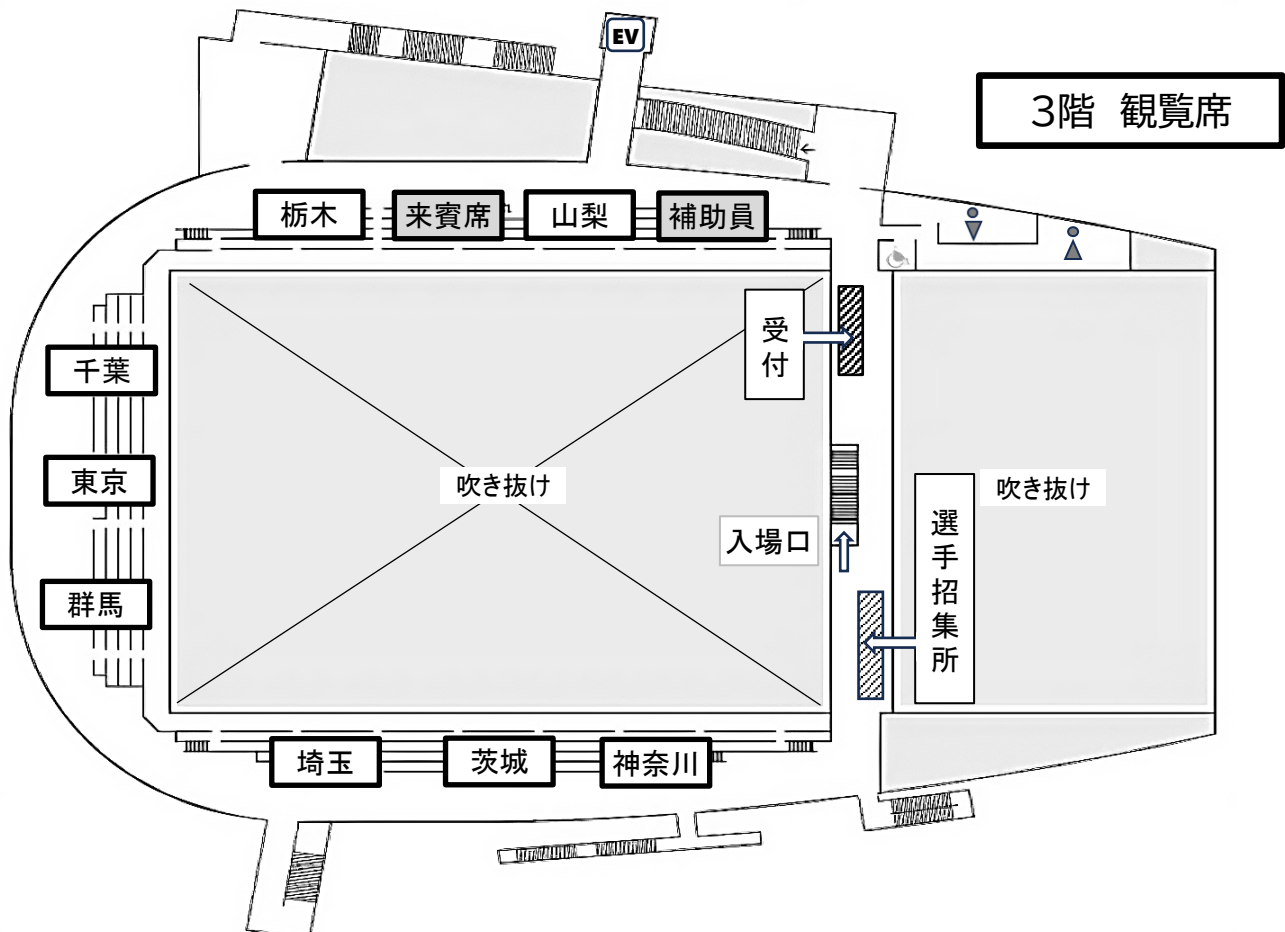 EV
3階 観覧席
栃木
来賓席
山梨
補助員
受付
千葉
東京
群馬
吹き抜け
入場口
吹き抜け
選手招集所
埼玉
茨城
神奈川